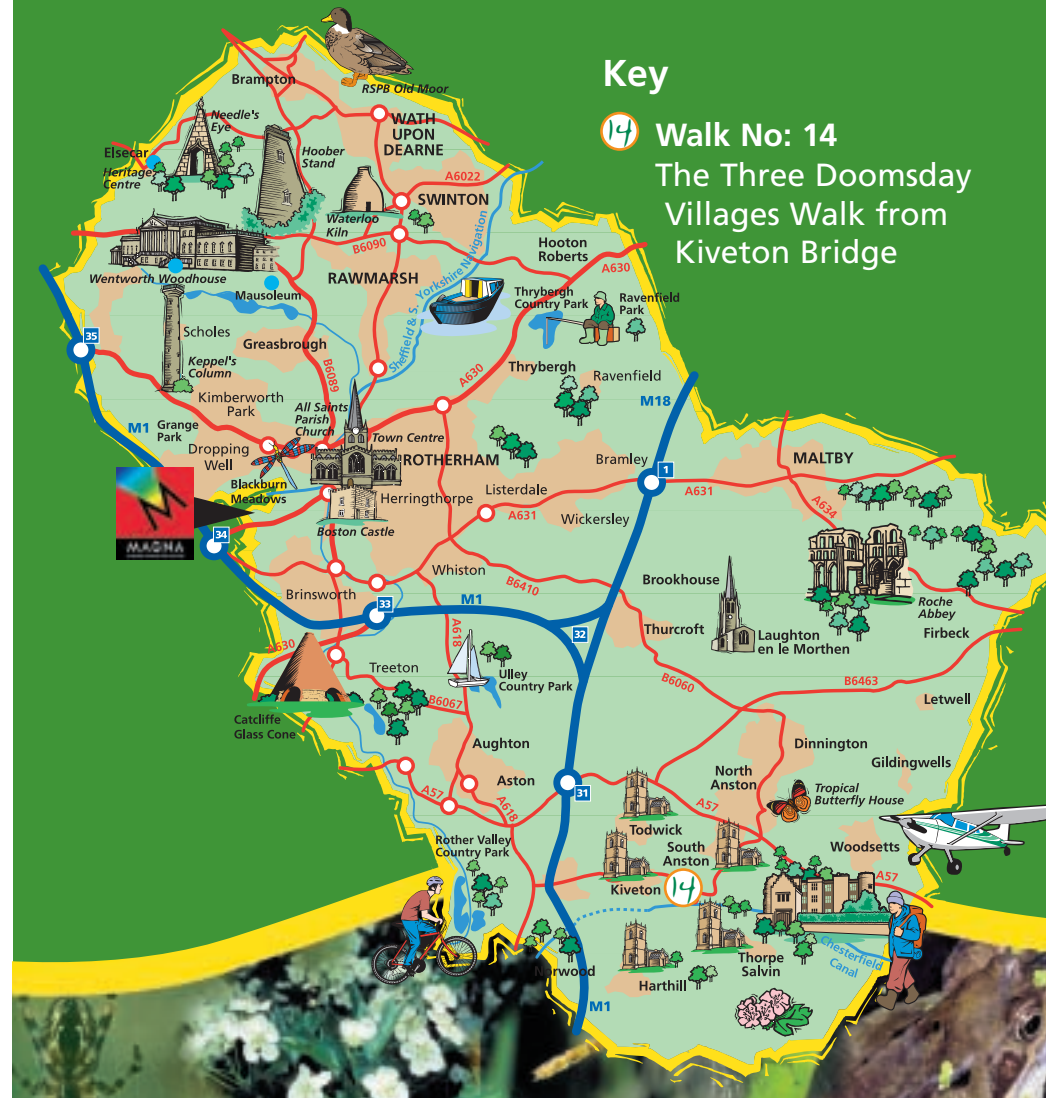 Key
14 Walk No: 14
The Three Doomsday
Villages Walk from
Kiveton Bridge
RSPB Old Moor
Brampton
Needle's
Eye
WATH
UPON
DEARNE
Elsecar
Heritage
Centre
Hoober
Stand
A6022
SWINTON
Waterloo
Kiln
B6090
Hooton
Roberts
A630
Wentworth Woodhouse
Mausoleum
RAWMARSH
Sheffield & S. Yorkshire Navigation
Thrybergh
Country Park
Ravenfield
Park
35
Scholes
Greasbrough
Keppel's
Column
B6089
A630
Thrybergh
Ravenfield
M18
Kimberworth
Park
All Saints
Parish
Church
M1
Grange
Park
Town Centre
Dropping
Well
ROTHERHAM
Bramley
MALTBY
1
Blackburn
Meadows
Herringthorpe
Listerdale
A631
A631
A634
MAGNA
Boston Castle
Wickersley
34
Whiston
B6410
Brookhouse
Roche
Abbey
Brinsworth
33
M1
32
Thurcroft
Laughton
en le Morthen
Firbeck
A630
A618
Treeton
Ulley
Country Park
B6060
B6463
B6067
Letwell
Catcliffe
Glass Cone
Aughton
Dinnington
Gildingwells
Aston
31
North
Anston
Tropical
Butterfly House
A57
A618
A57
Todwick
Rother Valley
Country Park
South
Anston
Woodsetts
Kiveton
14
A57
Norwood
Thorpe
Salvin
Chesterfield
Canal
Harthill
M1